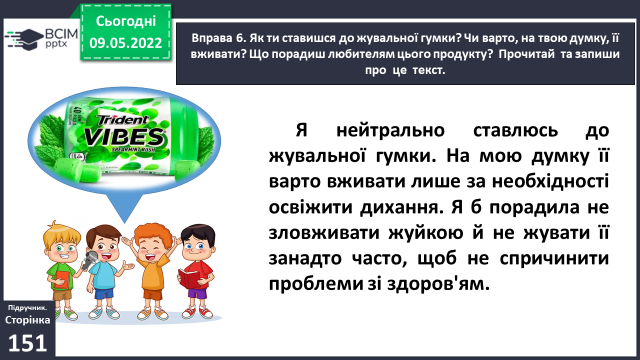 Сьогодні
09.05.2022
BCIM
pptx
Вправа 6. Як ти ставишся до жувальної гумки? Чи варто, на твою думку, її
вживати? Що порадиш любителям цього продукту? Прочитай та запиши
про це текст.
Trident
VIBES
SPEARMINT RUSH
Я нейтрально ставлюсь до
жувальної гумки. На мою думку її
варто вживати лише за необхідності
освіжити дихання. Я б порадила не
зловживати жуйкою й не жувати її
занадто часто, щоб не спричинити
проблеми зі здоров'ям.
Підручник.
Сторінка
151